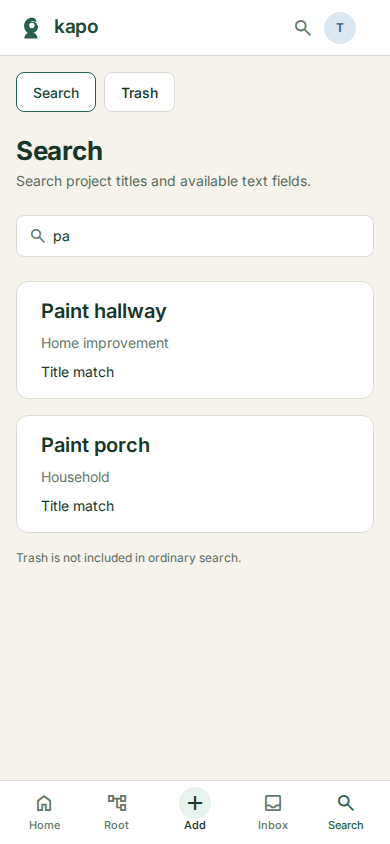 kapo
T
Search
Trash
Search
Search project titles and available text fields.
pa
Paint hallway
Home improvement
Title match
Paint porch
Household
Title match
Trash is not included in ordinary search.
Home
Root
Add
Inbox
Search